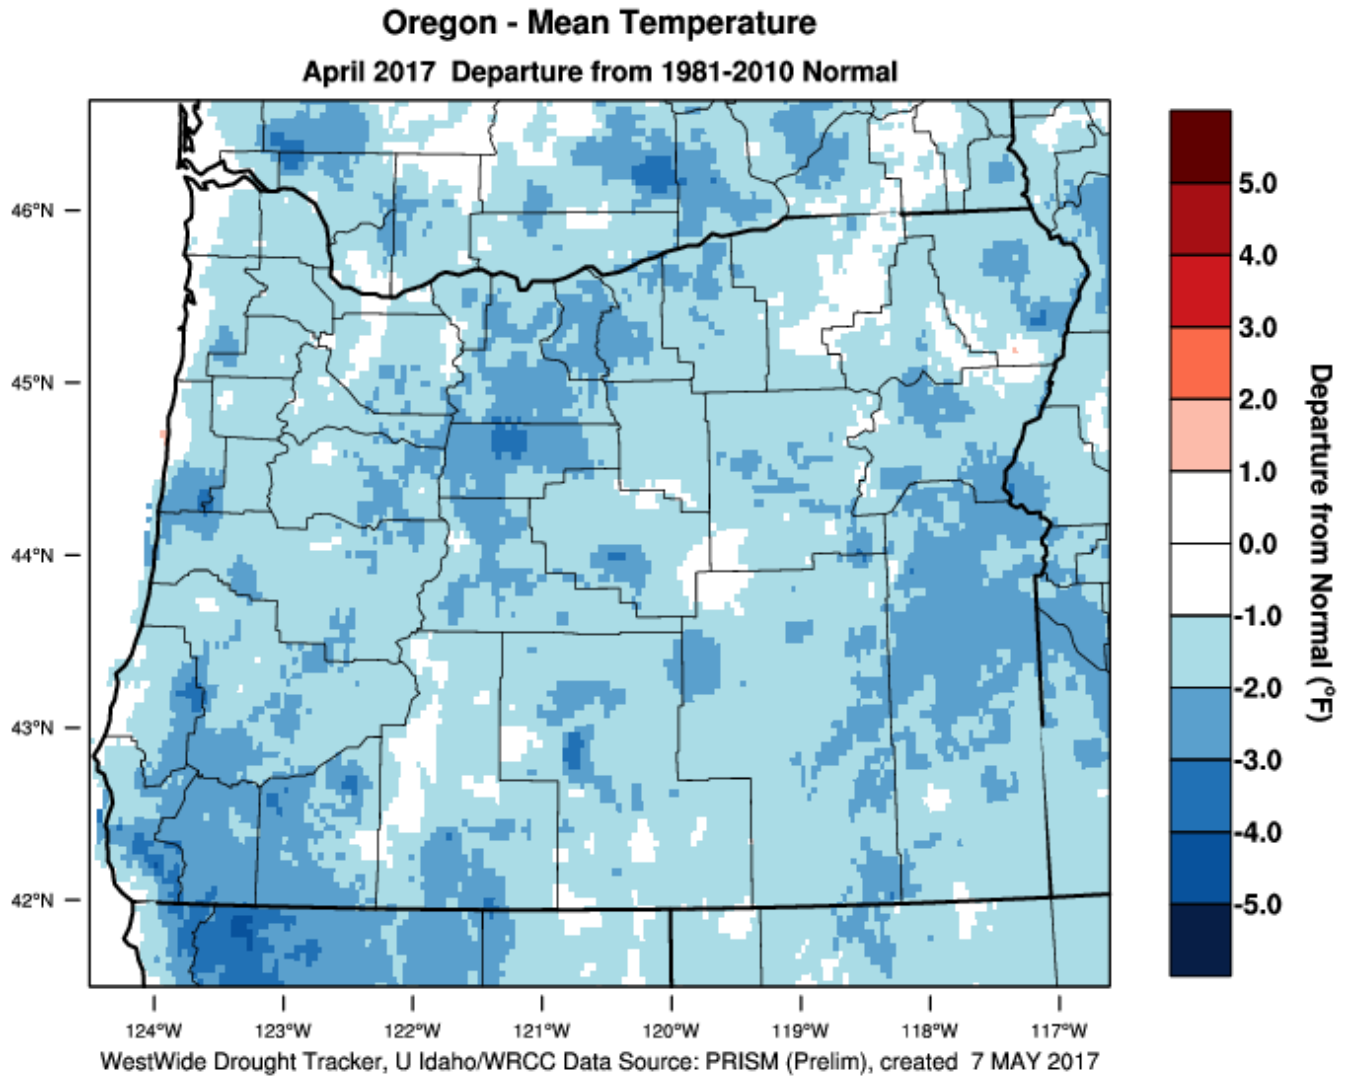 Oregon - Mean Temperature
April 2017  Departure from 1981-2010 Normal
46°N
45°N
44°N
43°N
42°N
124°W
123°W
122°W
121°W
120°W
119°W
118°W
117°W
5.0
4.0
3.0
2.0
1.0
0.0
-1.0
-2.0
-3.0
-4.0
-5.0
Departure from Normal (°F)
WestWide Drought Tracker, U Idaho/WRCC Data Source: PRISM (Prelim), created  7 MAY 2017